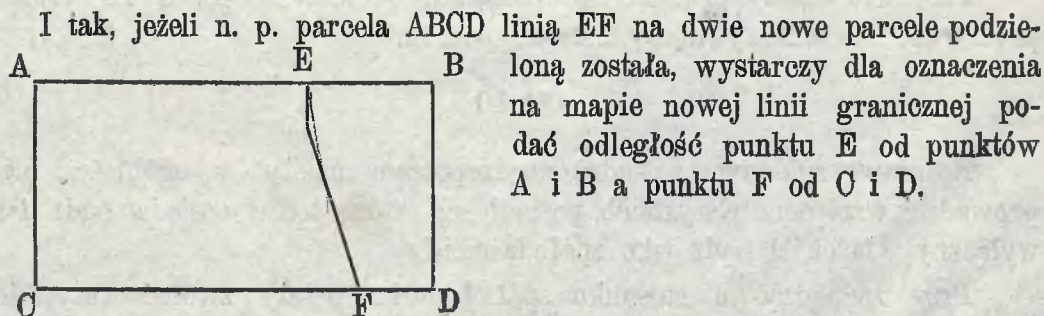 I tak, jeżeli n. p. parcela ABCD linią EF na dwie nowe parcele podzie-
A E B
loną została, wystarczy dla oznaczenia
na mapie nowej linii granicznej po-
dać odległość punktu E od punktów
A i B a punktu F od C i D.
C F D